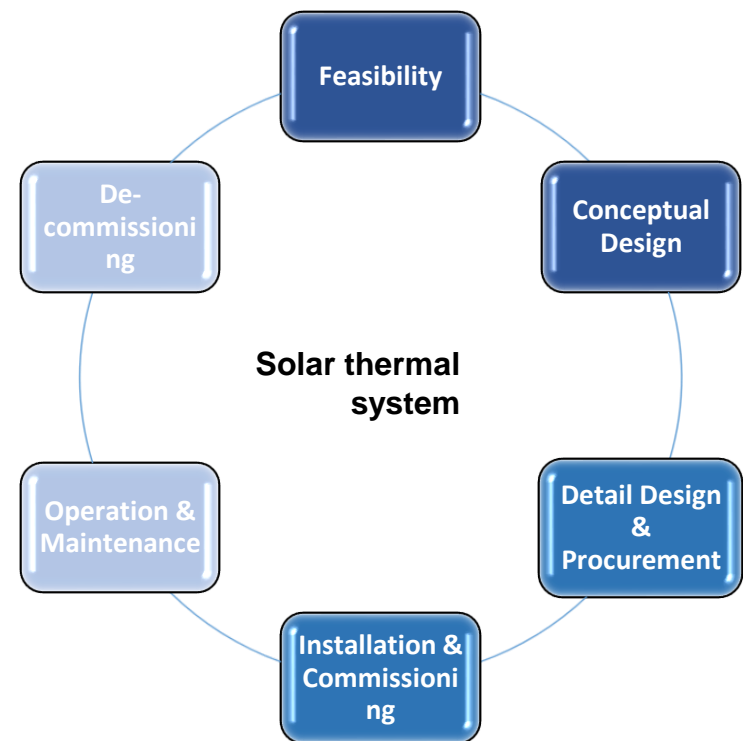 Feasibility
Conceptual
Design
Detail Design
&
Procurement
Installation &
Commissioni
ng
Operation &
Maintenance
De-
commissioni
ng
Solar thermal
system